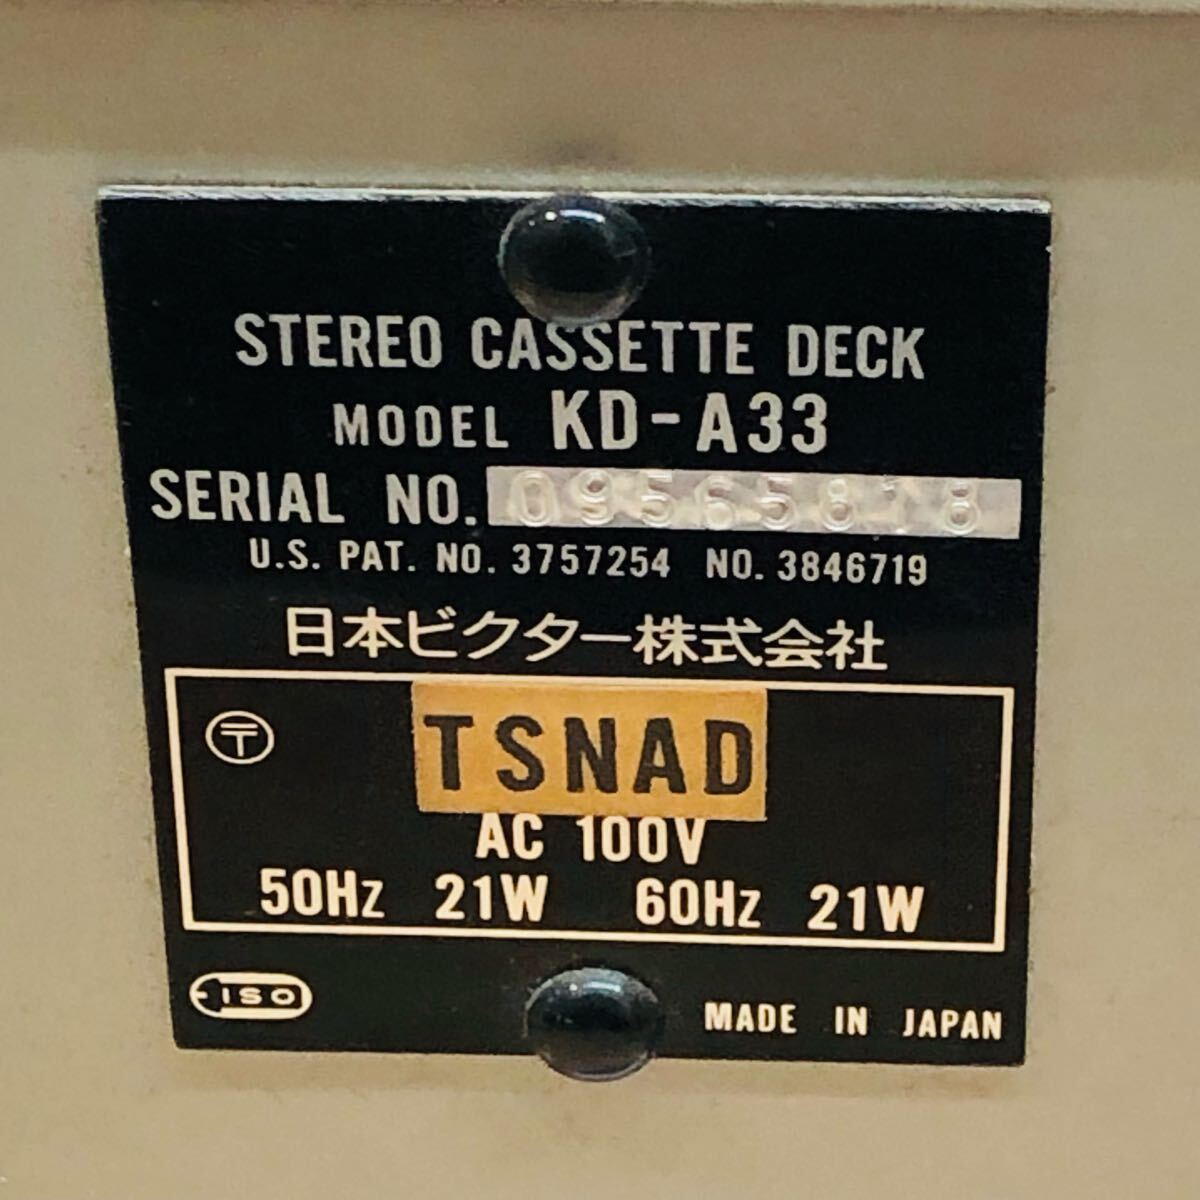 STEREO CASSETTE DECK
MODEL KD-A33
SERIAL NO. 09565818
U.S. PAT. NO. 3757254 NO. 3846719
日本ビクター株式会社
〒 TSNAD
AC 100V
50Hz 21W 60Hz 21W
ISO MADE IN JAPAN